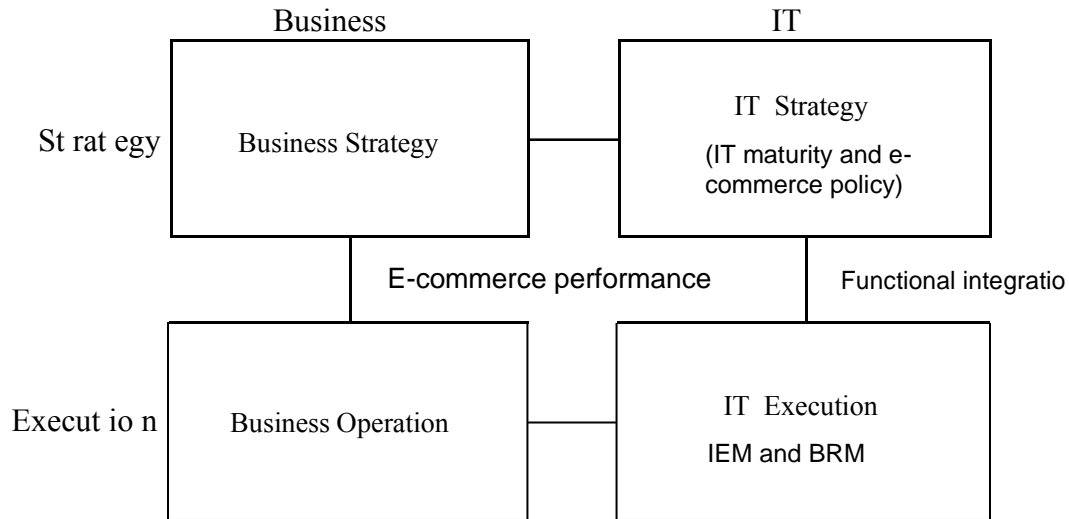 Business IT
St rat egy
Business Strategy
IT Strategy
(IT maturity and e-
commerce policy)
E-commerce performance
Functional integratio
Execut io n
Business Operation
IT Execution
IEM and BRM